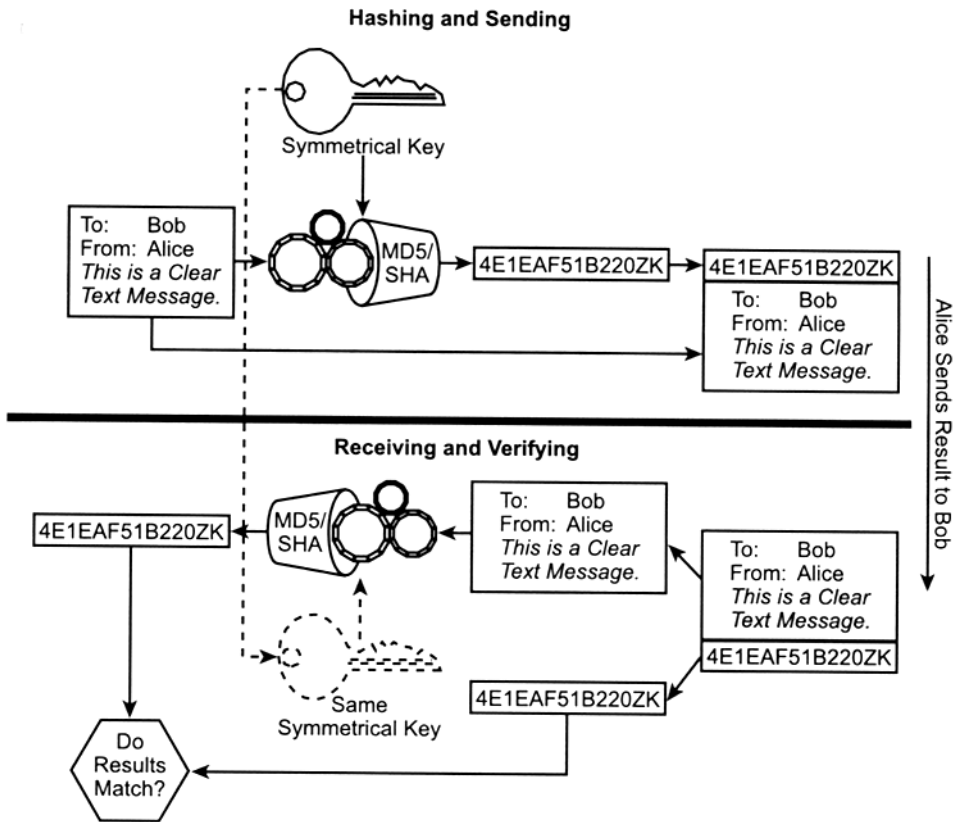 Hashing and Sending
Symmetrical Key
To: Bob
From: Alice
This is a Clear
Text Message.
MD5/
SHA
4E1EAF51B220ZK
4E1EAF51B220ZK
To: Bob
From: Alice
This is a Clear
Text Message.
Alice Sends Result to Bob
Receiving and Verifying
4E1EAF51B220ZK
MD5/
SHA
To: Bob
From: Alice
This is a Clear
Text Message.
To: Bob
From: Alice
This is a Clear
Text Message.
4E1EAF51B220ZK
Same
Symmetrical Key
4E1EAF51B220ZK
Do
Results
Match?